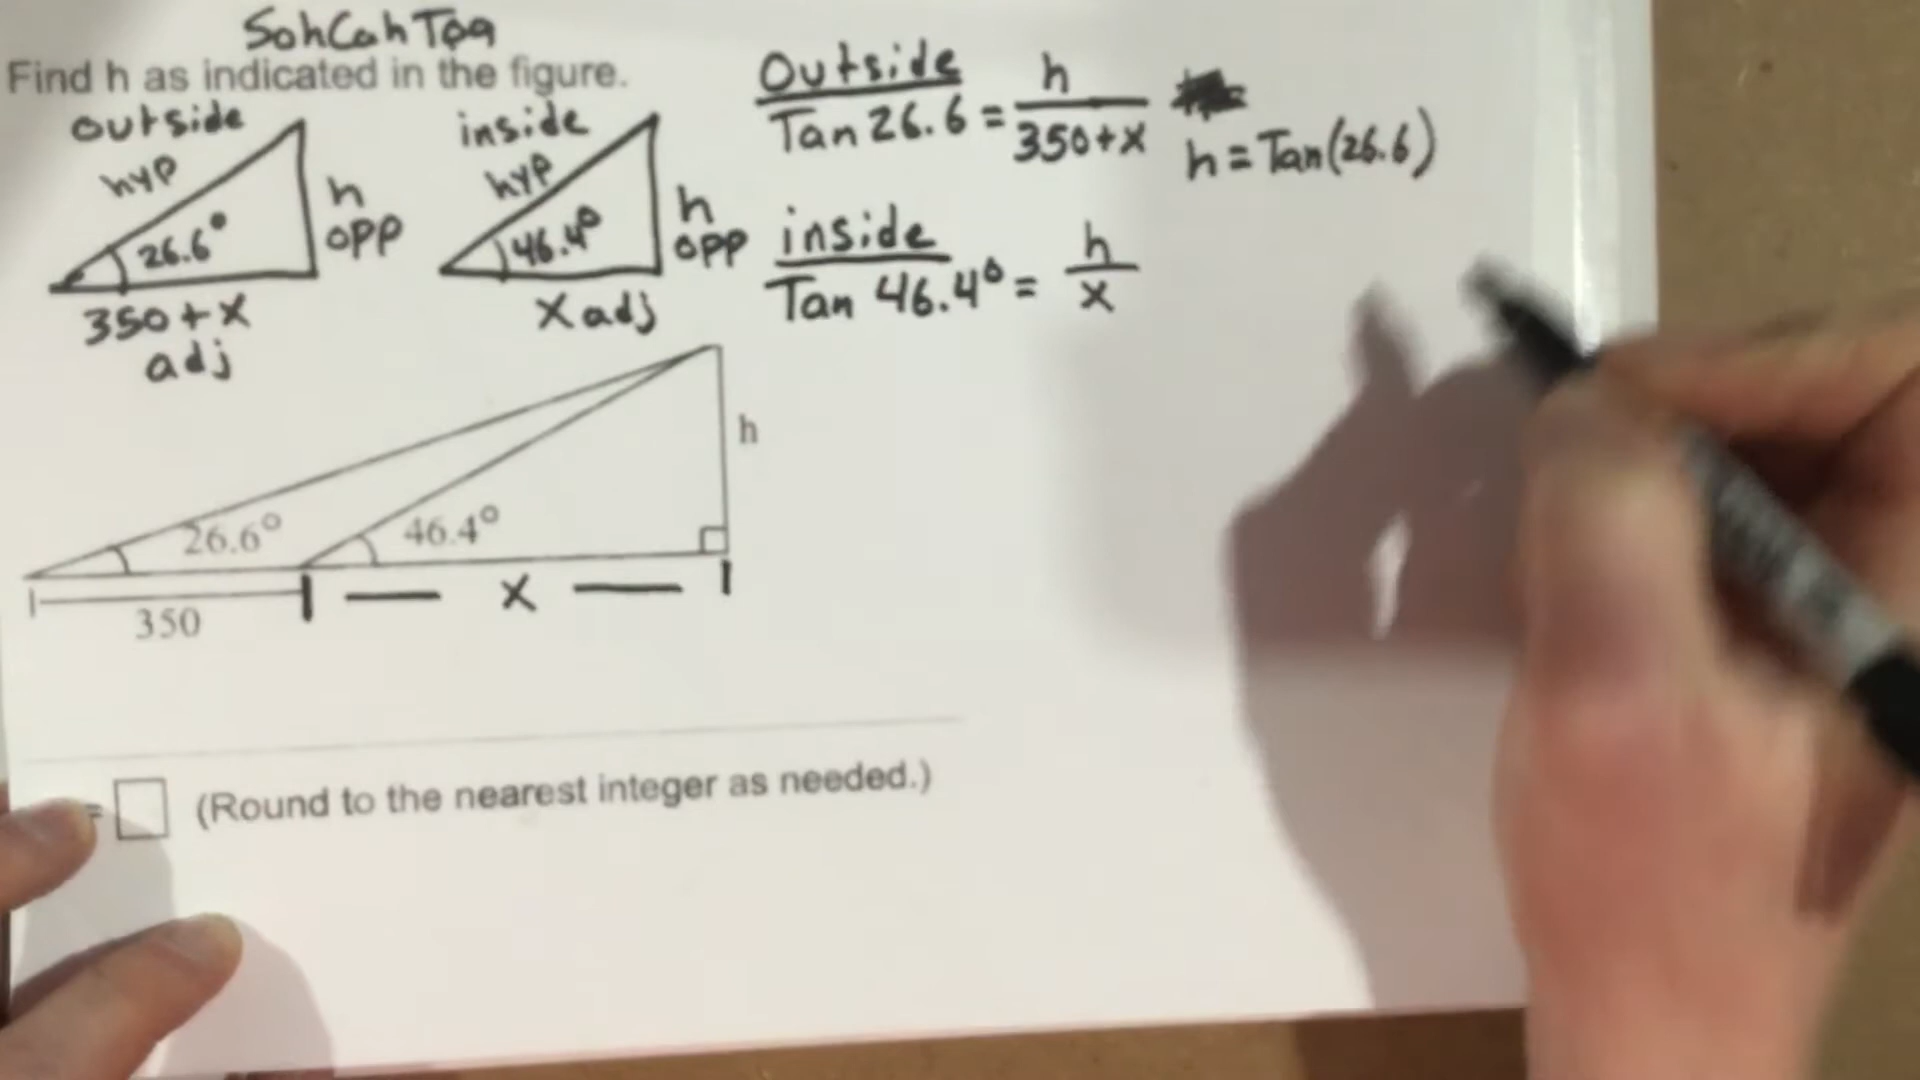 SohCahToa
Find h as indicated in the figure.
outside
hyp
26.6°
h
opp
350+x
adj
inside
hyp
46.4°
h
opp
x adj
Outside
Tan 26.6 = h / 350+x
h = Tan(26.6)
inside
Tan 46.4° = h / x
h
26.6°
46.4°
350
x
= (Round to the nearest integer as needed.)